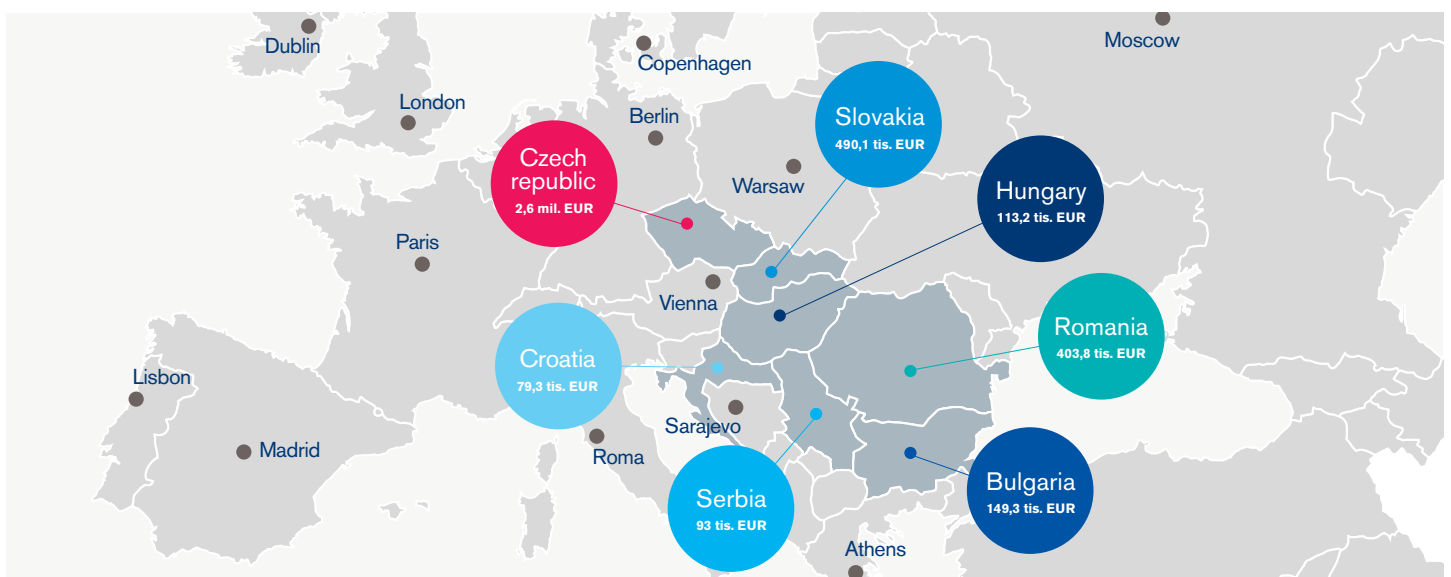 Dublin
Moscow
Copenhagen
London
Berlin
Slovakia
490,1 tis. EUR
Czech
republic
2,6 mil. EUR
Warsaw
Hungary
113,2 tis. EUR
Paris
Vienna
Romania
403,8 tis. EUR
Croatia
79,3 tis. EUR
Lisbon
Sarajevo
Madrid
Roma
Serbia
93 tis. EUR
Bulgaria
149,3 tis. EUR
Athens